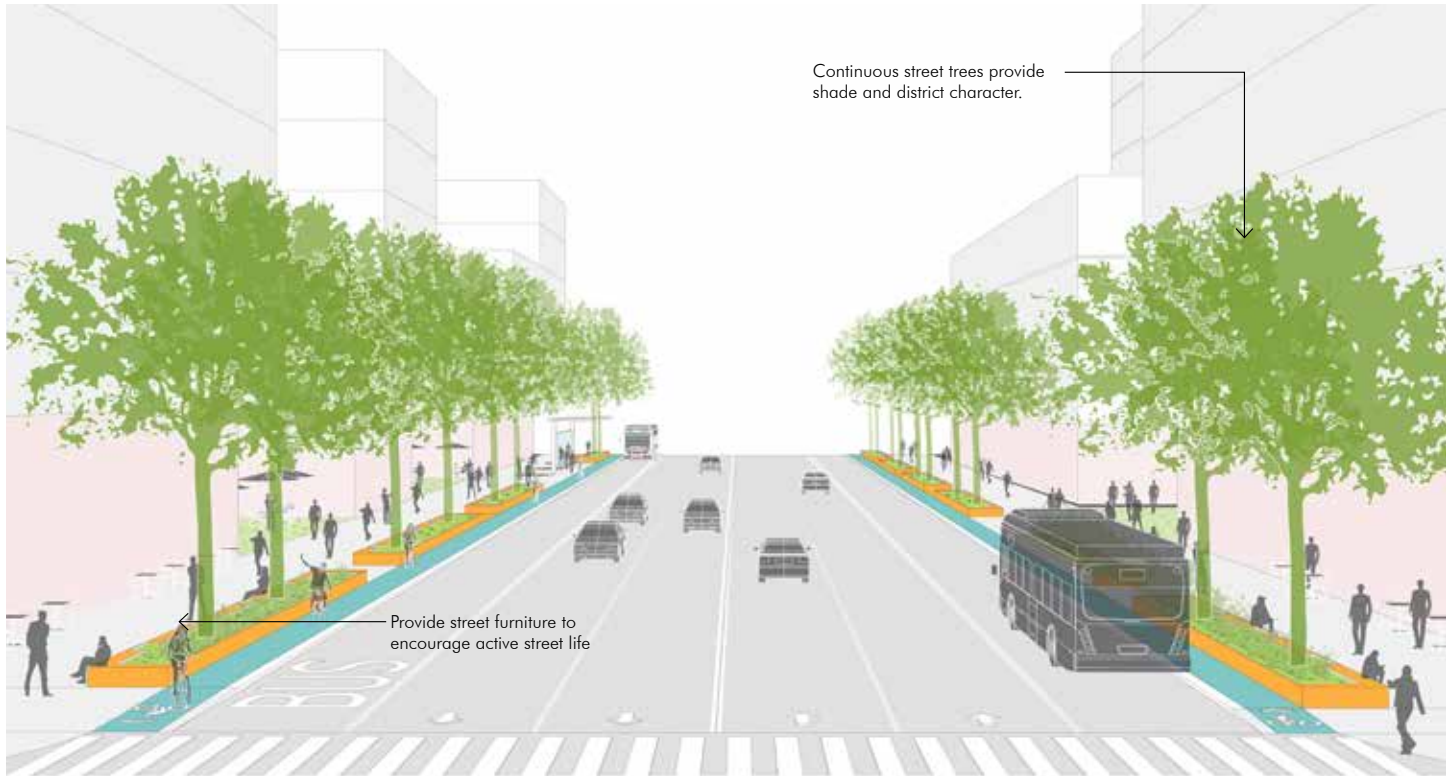 Continuous street trees provide
shade and district character.
Provide street furniture to
encourage active street life
BUS